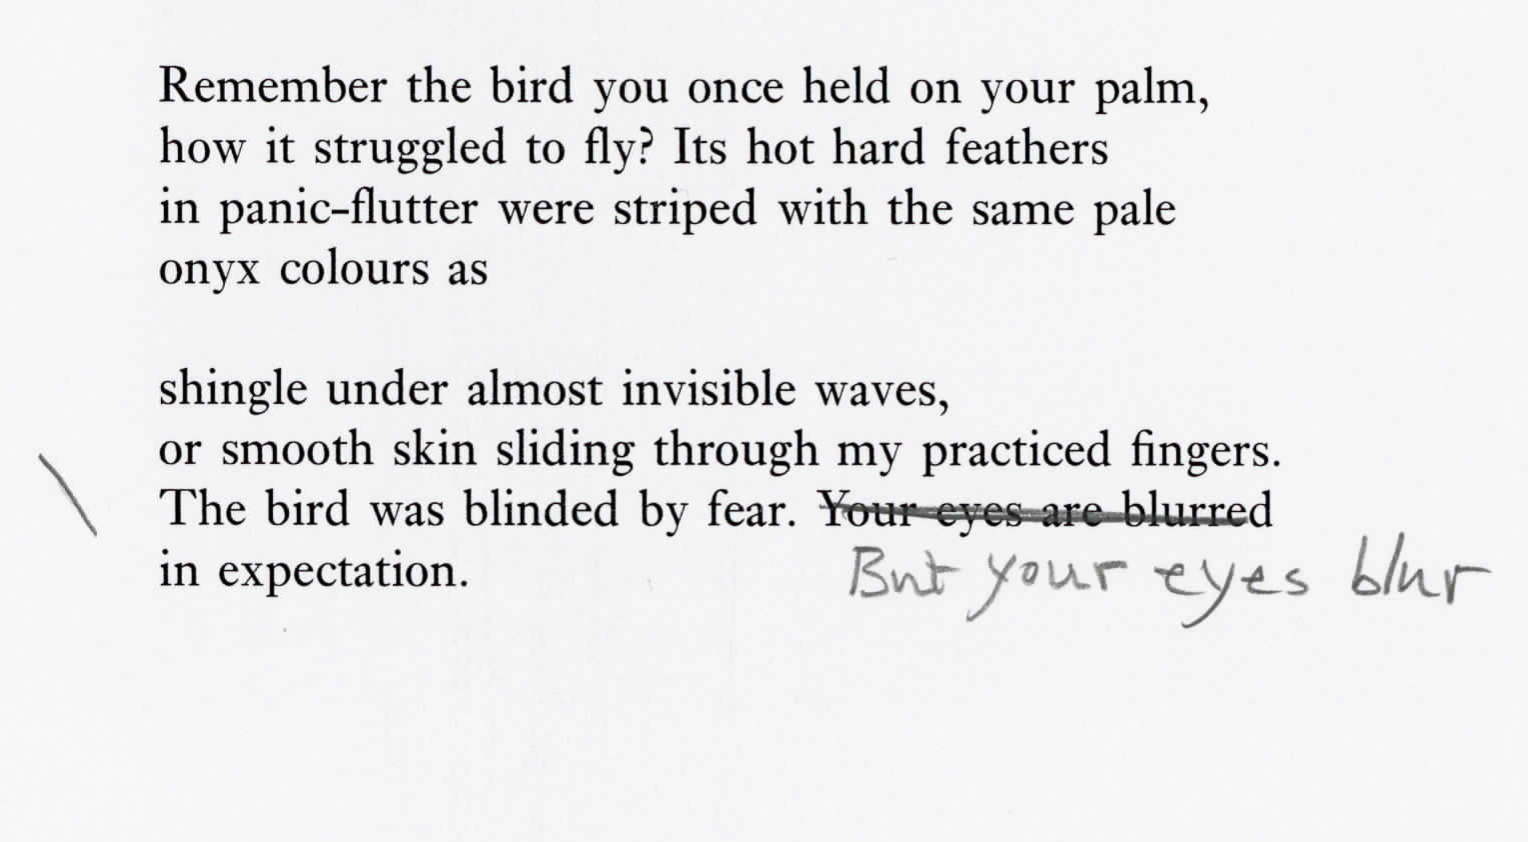 Remember the bird you once held on your palm,
how it struggled to fly? Its hot hard feathers
in panic-flutter were striped with the same pale
onyx colours as
shingle under almost invisible waves,
or smooth skin sliding through my practiced fingers.
The bird was blinded by fear. Your eyes are blurred
But your eyes blur
in expectation.